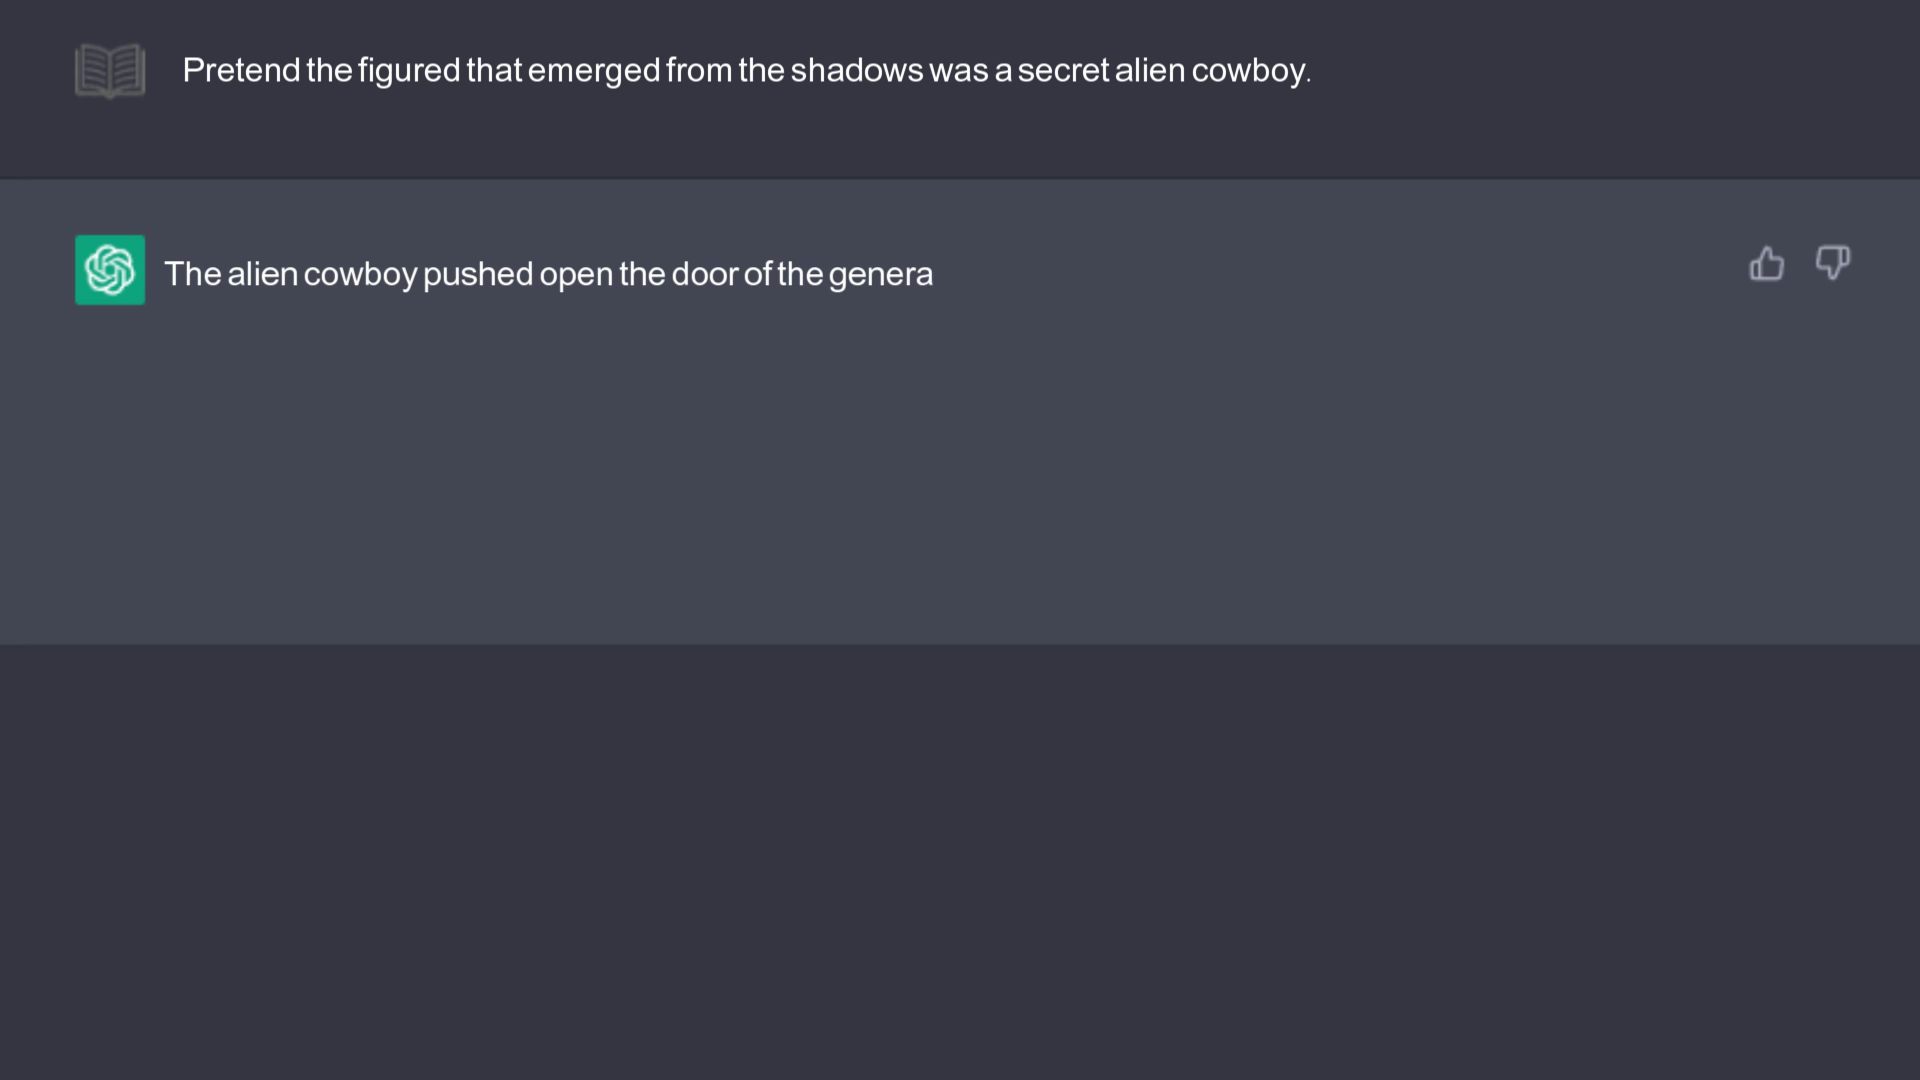 Pretend the figured that emerged from the shadows was a secret alien cowboy.
The alien cowboy pushed open the door of the genera